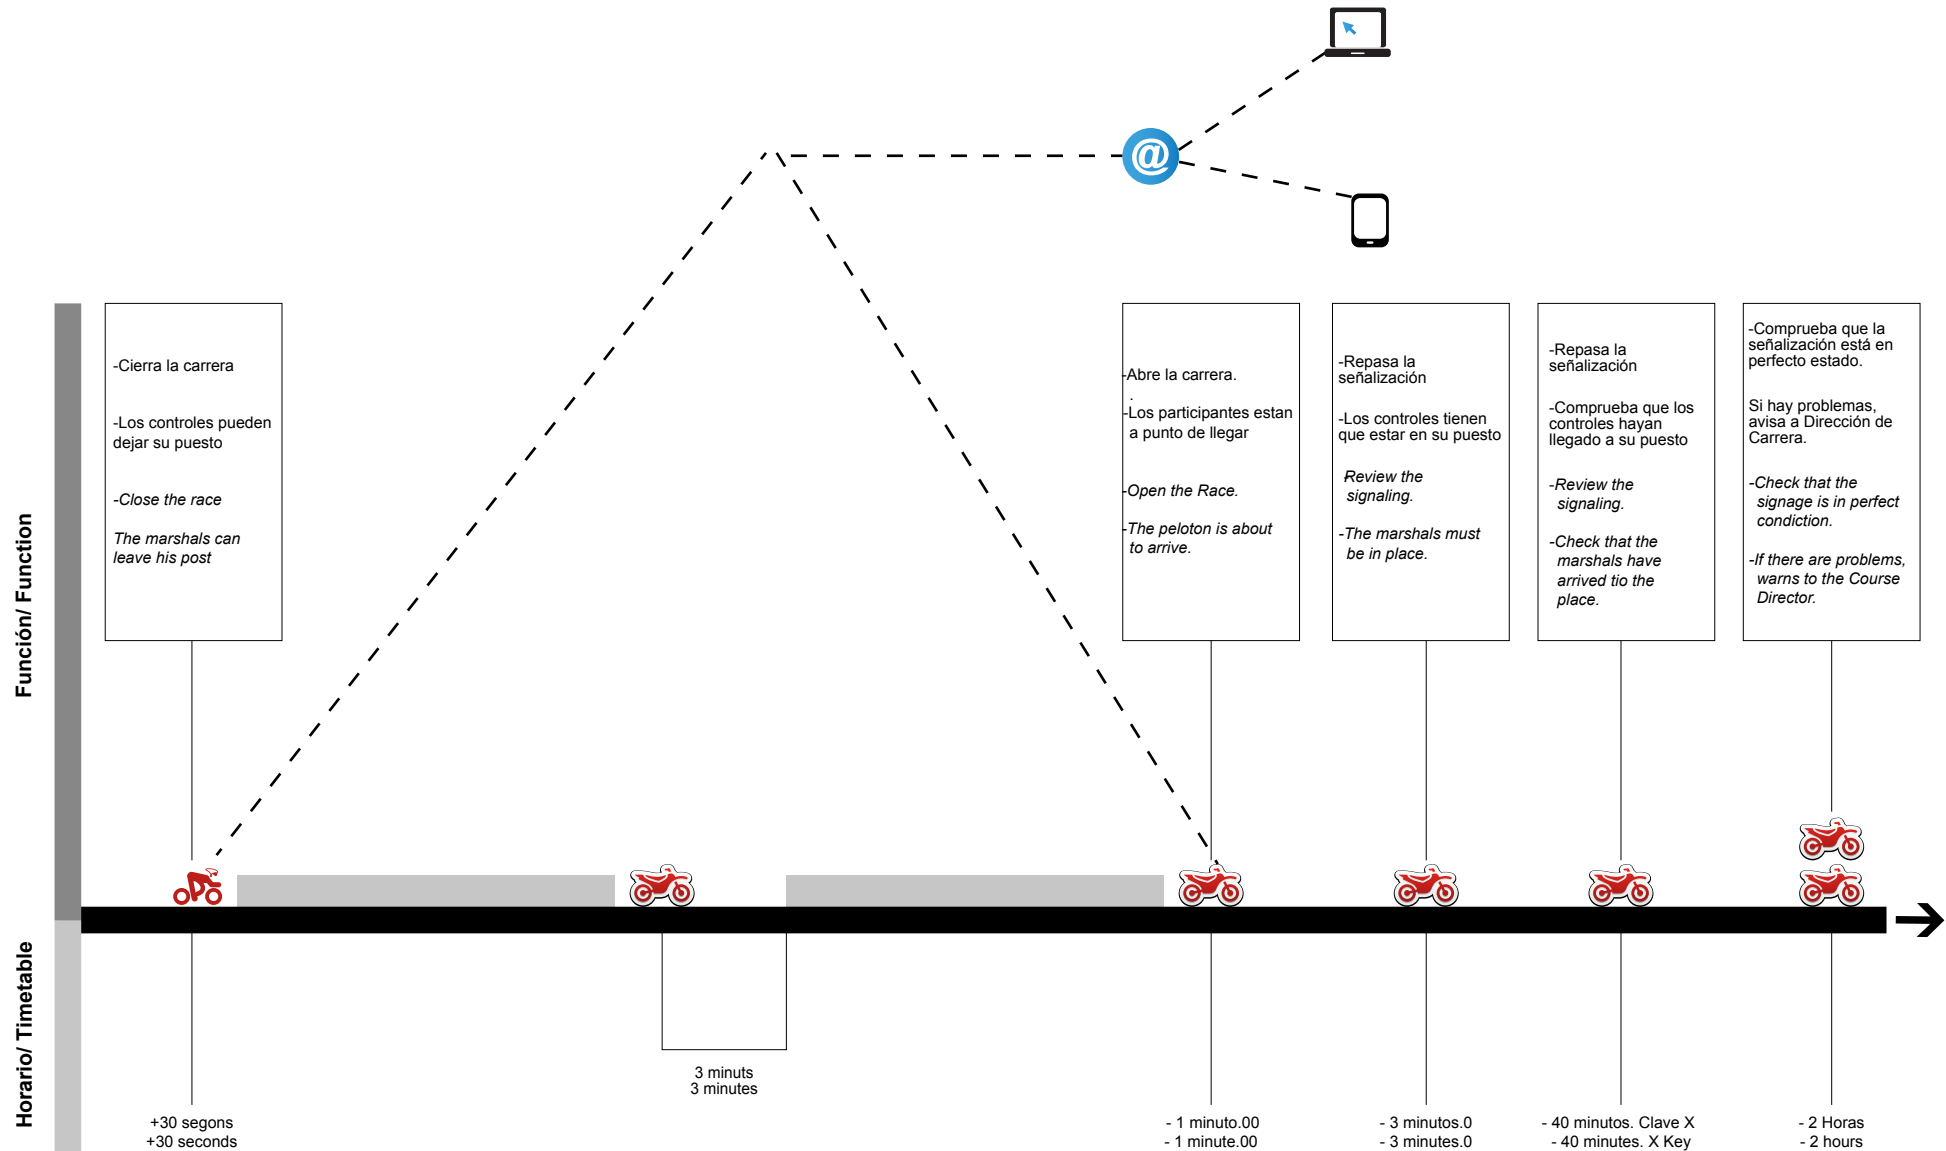 @
Función/ Function
-Cierra la carrera
-Los controles pueden
dejar su puesto
-Close the race
The marshals can
leave his post
-Abre la carrera.
.
-Los participantes estan
a punto de llegar
-Open the Race.
-The peloton is about
to arrive.
-Repasa la
señalización
-Los controles tienen
que estar en su puesto
-Review the
signaling.
-The marshals must
be in place.
-Repasa la
señalización
-Comprueba que los
controles hayan
llegado a su puesto
-Review the
signaling.
-Check that the
marshals have
arrived tio the
place.
-Comprueba que la
señalización está en
perfecto estado.
Si hay problemas,
avisa a Dirección de
Carrera.
-Check that the
signage is in perfect
condiction.
-If there are problems,
warns to the Course
Director.
Horario/ Timetable
+30 segons
+30 seconds
3 minuts
3 minutes
- 1 minuto.00
- 1 minute.00
- 3 minutos.0
- 3 minutes.0
- 40 minutos. Clave X
- 40 minutes. X Key
- 2 Horas
- 2 hours